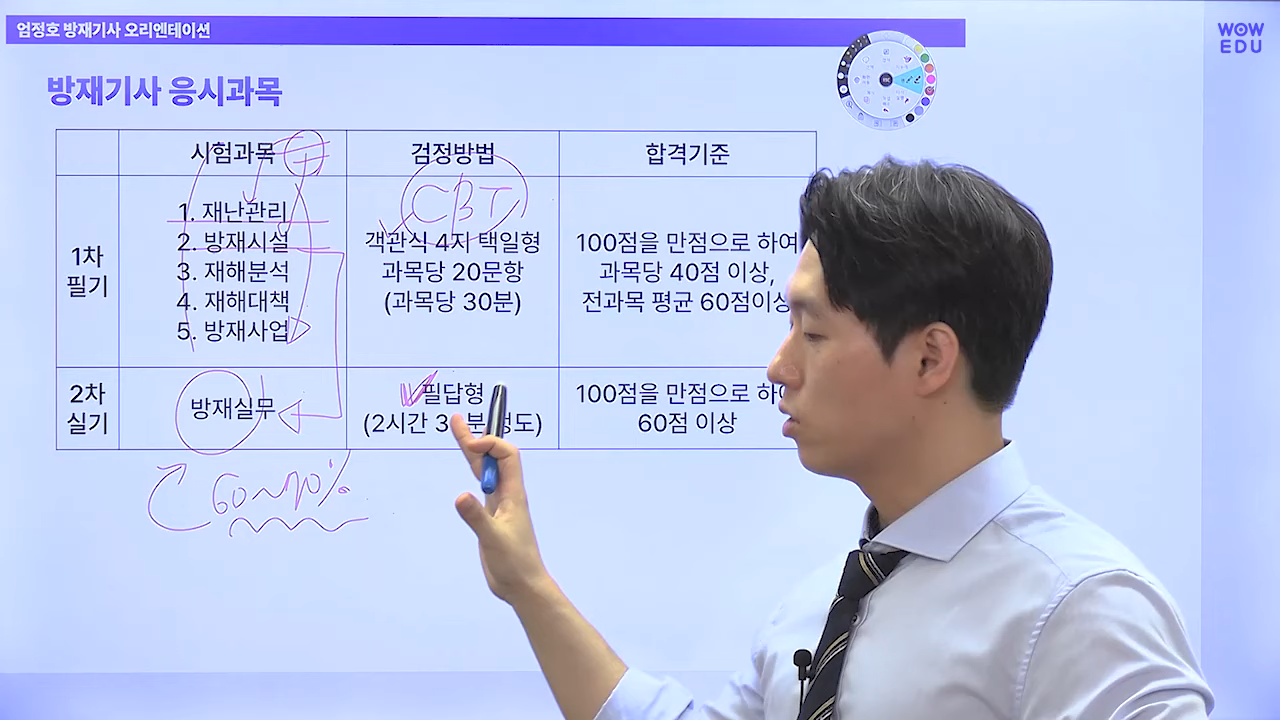 엄정호 방재기사 오리엔테이션
WOW
EDU
방재기사 응시과목
시험과목
검정방법
합격기준
1차
필기
1. 재난관리
2. 방재시설
3. 재해분석
4. 재해대책
5. 방재사업
CBT
객관식 4지 택일형
과목당 20문항
(과목당 30분)
100점을 만점으로 하여
과목당 40점 이상,
전과목 평균 60점이상
2차
실기
방재실무
필답형
(2시간 3 분 정도)
100점을 만점으로 하여
60점 이상
60~70%